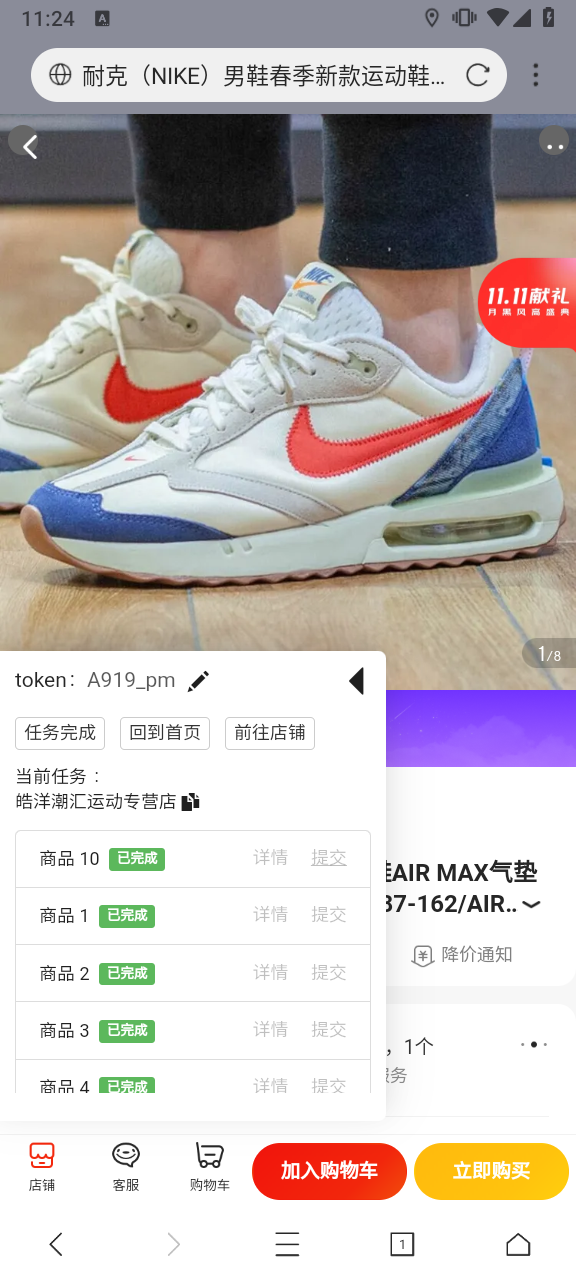 11:24
A
耐克（NIKE）男鞋春季新款运动鞋...
NIKE
11.11献礼
月黑风高盛典
1/8
token: A919_pm
任务完成 回到首页 前往店铺
当前任务：
皓洋潮汇运动专营店
商品 10 已完成 详情 提交
商品 1 已完成 详情 提交
商品 2 已完成 详情 提交
商品 3 已完成 详情 提交
商品 4 已完成 详情 提交
AIR MAX气垫
37-162/AIR..
降价通知
，1个
服务
店铺 客服 购物车 加入购物车 立即购买
1